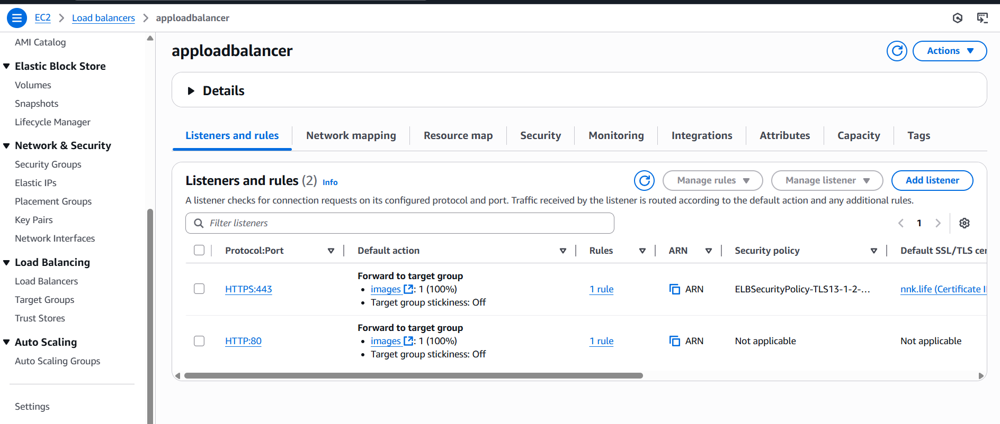 EC2 > Load balancers > apploadbalancer
AMI Catalog
Elastic Block Store
Volumes
Snapshots
Lifecycle Manager
Network & Security
Security Groups
Elastic IPs
Placement Groups
Key Pairs
Network Interfaces
Load Balancing
Load Balancers
Target Groups
Trust Stores
Auto Scaling
Auto Scaling Groups
Settings
apploadbalancer
Actions
Details
Listeners and rules
Network mapping
Resource map
Security
Monitoring
Integrations
Attributes
Capacity
Tags
Listeners and rules (2) Info
Manage rules
Manage listener
Add listener
A listener checks for connection requests on its configured protocol and port. Traffic received by the listener is routed according to the default action and any additional rules.
Filter listeners
1
Protocol:Port
Default action
Rules
ARN
Security policy
Default SSL/TLS cer
HTTPS:443
Forward to target group
• images : 1 (100%)
• Target group stickiness: Off
1 rule
ARN
ELBSecurityPolicy-TLS13-1-2-...
nnk.life (Certificate I
HTTP:80
Forward to target group
• images : 1 (100%)
• Target group stickiness: Off
1 rule
ARN
Not applicable
Not applicable